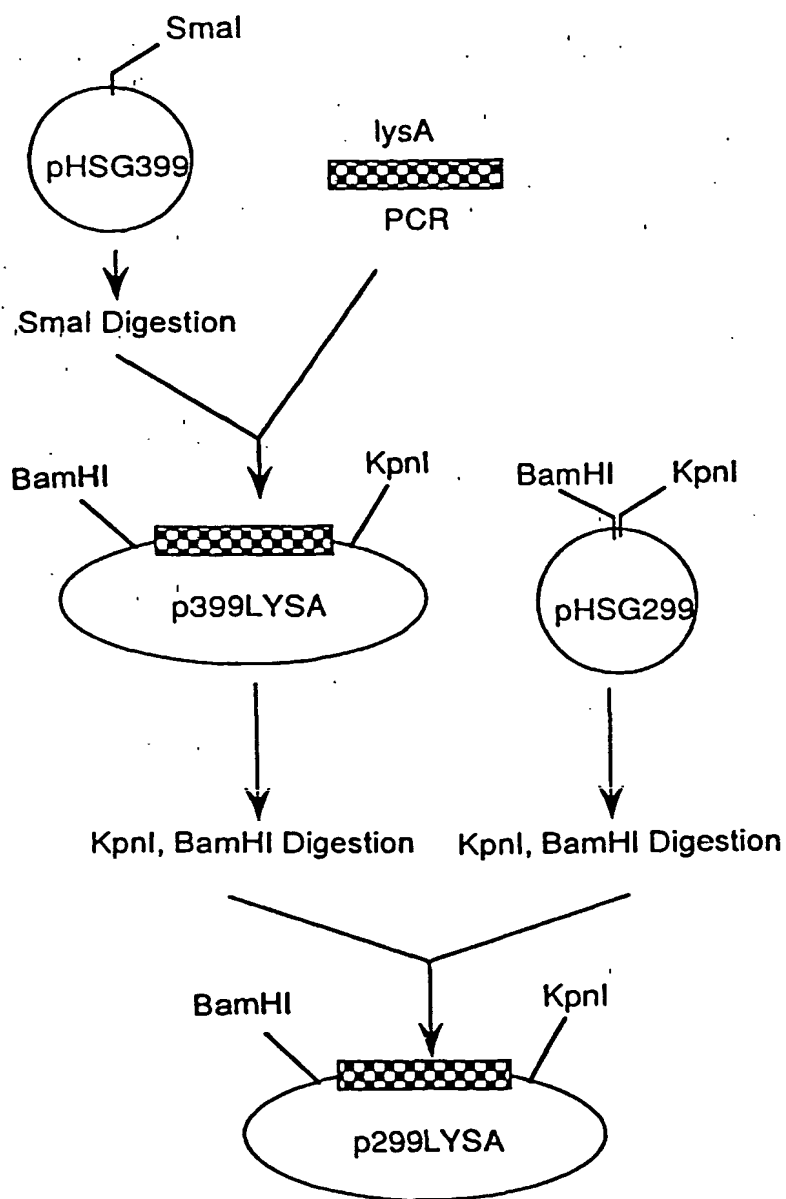 SmaI
pHSG399
lysA
PCR
SmaI Digestion
BamHI
KpnI
p399LYSA
BamHI
KpnI
pHSG299
KpnI, BamHI Digestion
KpnI, BamHI Digestion
BamHI
KpnI
p299LYSA